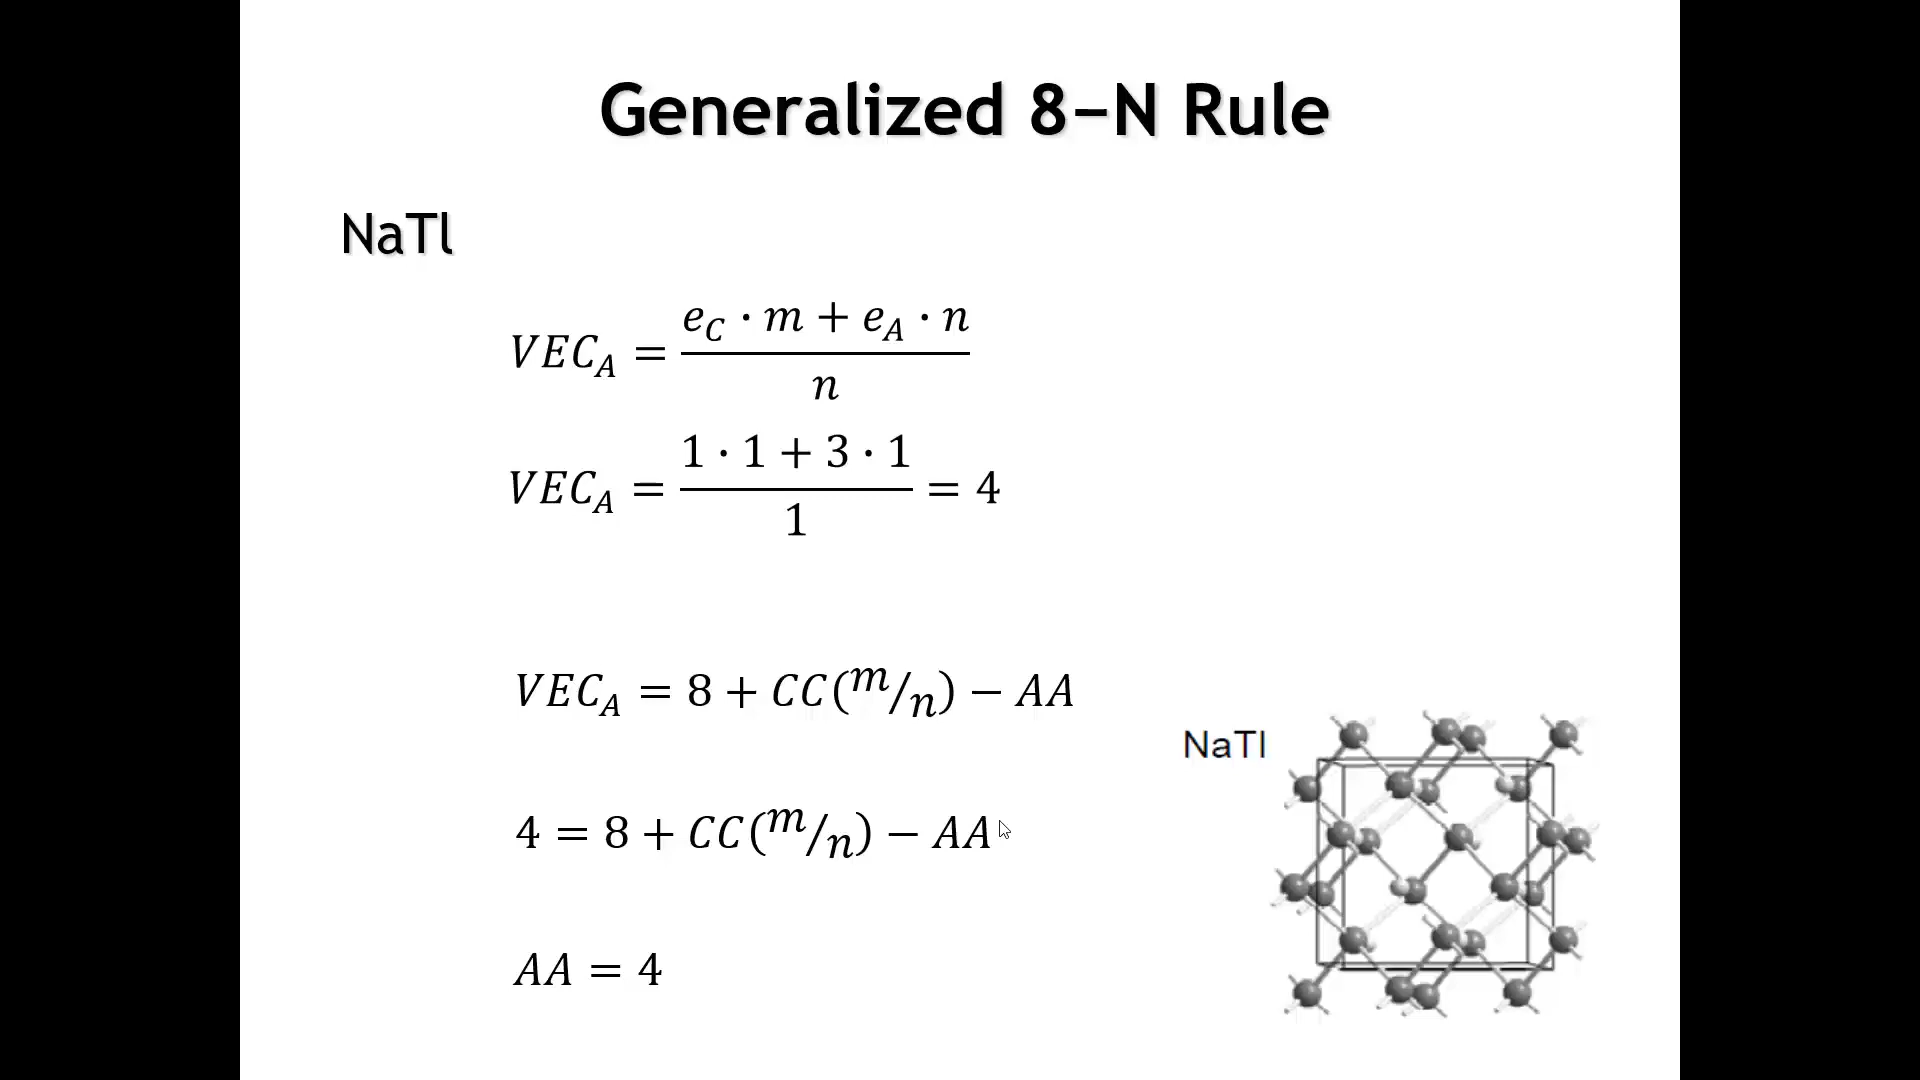 Generalized 8−N Rule
NaTl
VEC_A = (e_C · m + e_A · n) / n
VEC_A = (1 · 1 + 3 · 1) / 1 = 4
VEC_A = 8 + CC(m/n) − AA
NaTl
4 = 8 + CC(m/n) − AA
AA = 4